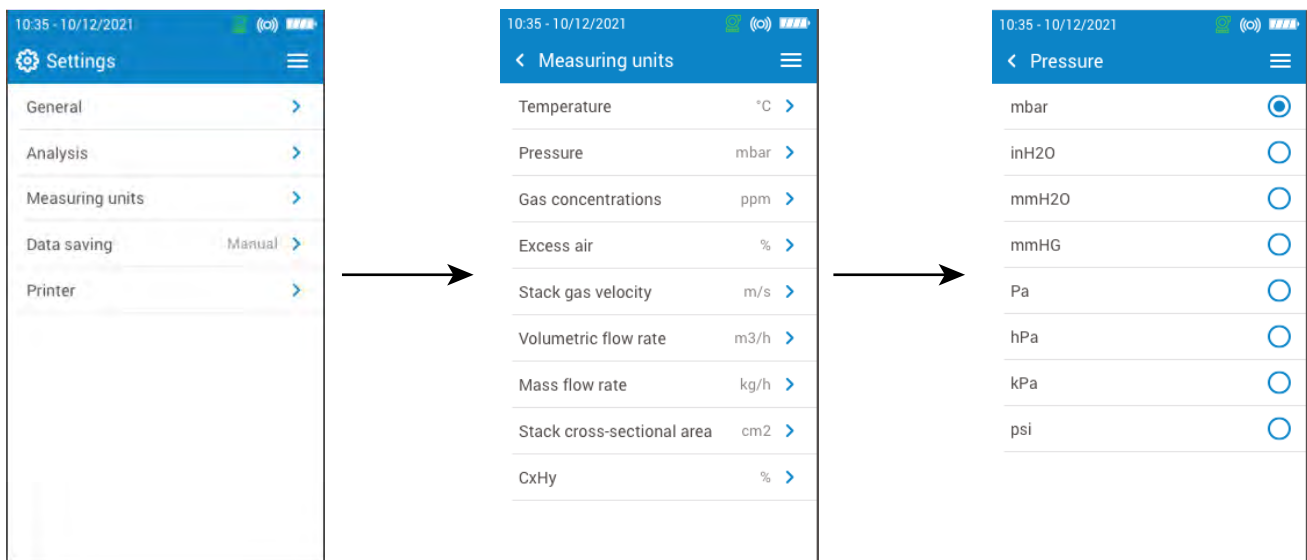 10:35 - 10/12/2021
Settings
General
Analysis
Measuring units
Data saving Manual
Printer
10:35 - 10/12/2021
Measuring units
Temperature °C
Pressure mbar
Gas concentrations ppm
Excess air %
Stack gas velocity m/s
Volumetric flow rate m3/h
Mass flow rate kg/h
Stack cross-sectional area cm2
CxHy %
10:35 - 10/12/2021
Pressure
mbar
inH2O
mmH2O
mmHG
Pa
hPa
kPa
psi